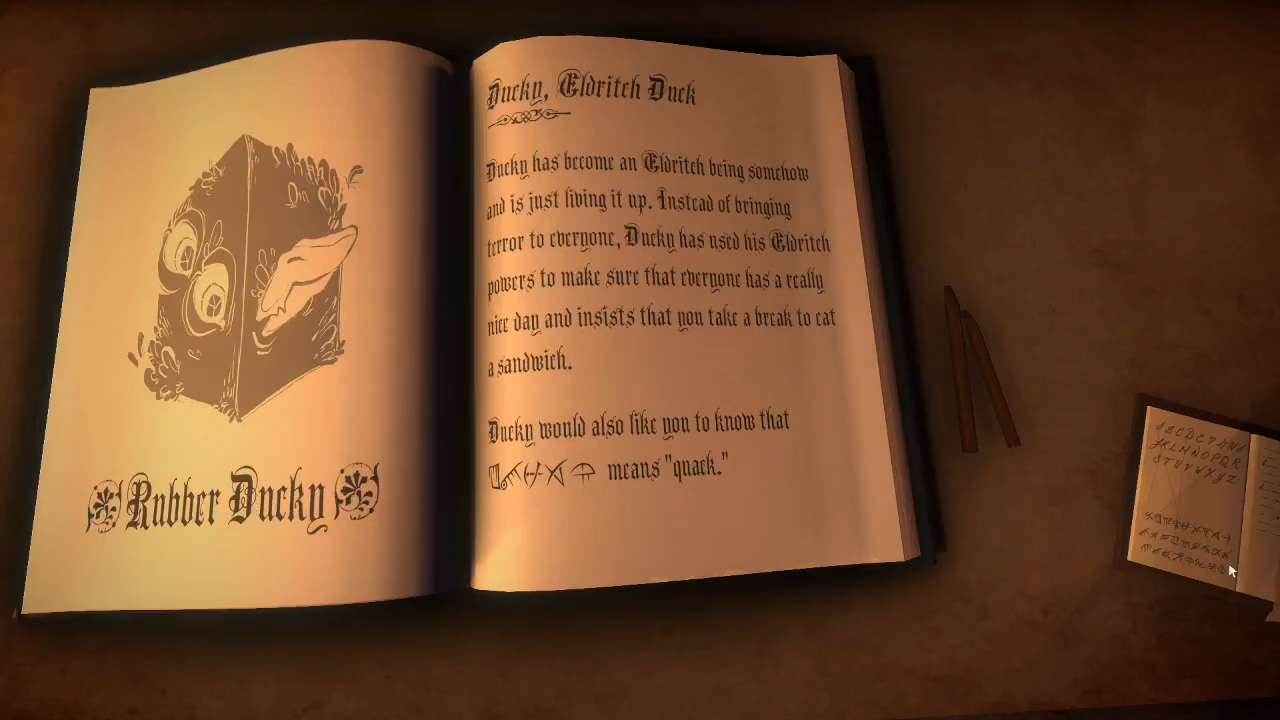 Rubber Ducky
Ducky, Eldritch Duck
Ducky has become an Eldritch being somehow
and is just living it up. Instead of bringing
terror to everyone, Ducky has used his Eldritch
powers to make sure that everyone has a really
nice day and insists that you take a break to eat
a sandwich.
Ducky would also like you to know that
means "quack."